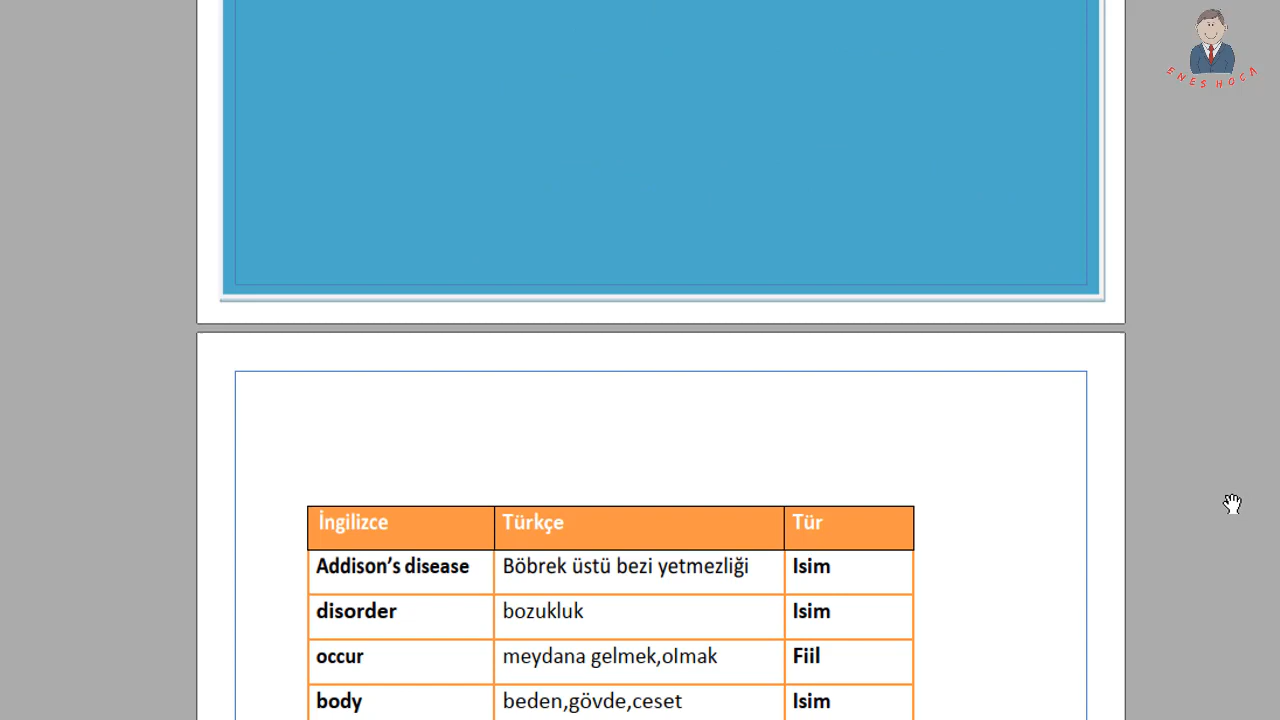 ENES HOCA
İngilizce Türkçe Tür
Addison’s disease Böbrek üstü bezi yetmezliği Isim
disorder bozukluk Isim
occur meydana gelmek,olmak Fiil
body beden,gövde,ceset Isim